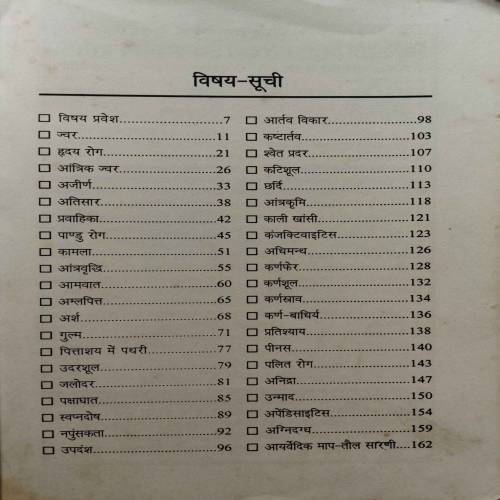 विषय-सूची
☐ विषय प्रवेश....................7
☐ ज्वर....................11
☐ हृदय रोग....................21
☐ आंत्रिक ज्वर....................26
☐ अजीर्ण....................33
☐ अतिसार....................38
☐ प्रवाहिका....................42
☐ पाण्डु रोग....................45
☐ कामला....................51
☐ आंत्रवृद्धि....................55
☐ आमवात....................60
☐ अम्लपित्त....................65
☐ अर्श....................68
☐ गुल्म....................71
☐ पित्ताशय में पथरी....................77
☐ उदरशूल....................79
☐ जलोदर....................81
☐ पक्षाघात....................85
☐ स्वप्नदोष....................89
☐ नपुंसकता....................92
☐ उपदंश....................96
☐ आर्तव विकार....................98
☐ कष्टार्तव....................103
☐ श्वेत प्रदर....................107
☐ कटिशूल....................110
☐ छर्दि....................113
☐ आंत्रकृमि....................118
☐ काली खांसी....................121
☐ कंजक्टिवाइटिस....................123
☐ अधिमन्थ....................126
☐ कर्णफेर....................128
☐ कर्णशूल....................132
☐ कर्णस्राव....................134
☐ कर्ण-बाधिर्य....................136
☐ प्रतिश्याय....................138
☐ पीनस....................140
☐ पलित रोग....................143
☐ अनिद्रा....................147
☐ उन्माद....................150
☐ अपेंडिसाइटिस....................154
☐ अग्निदग्ध....................159
☐ आयर्वेदिक माप-तौल सारणी....162